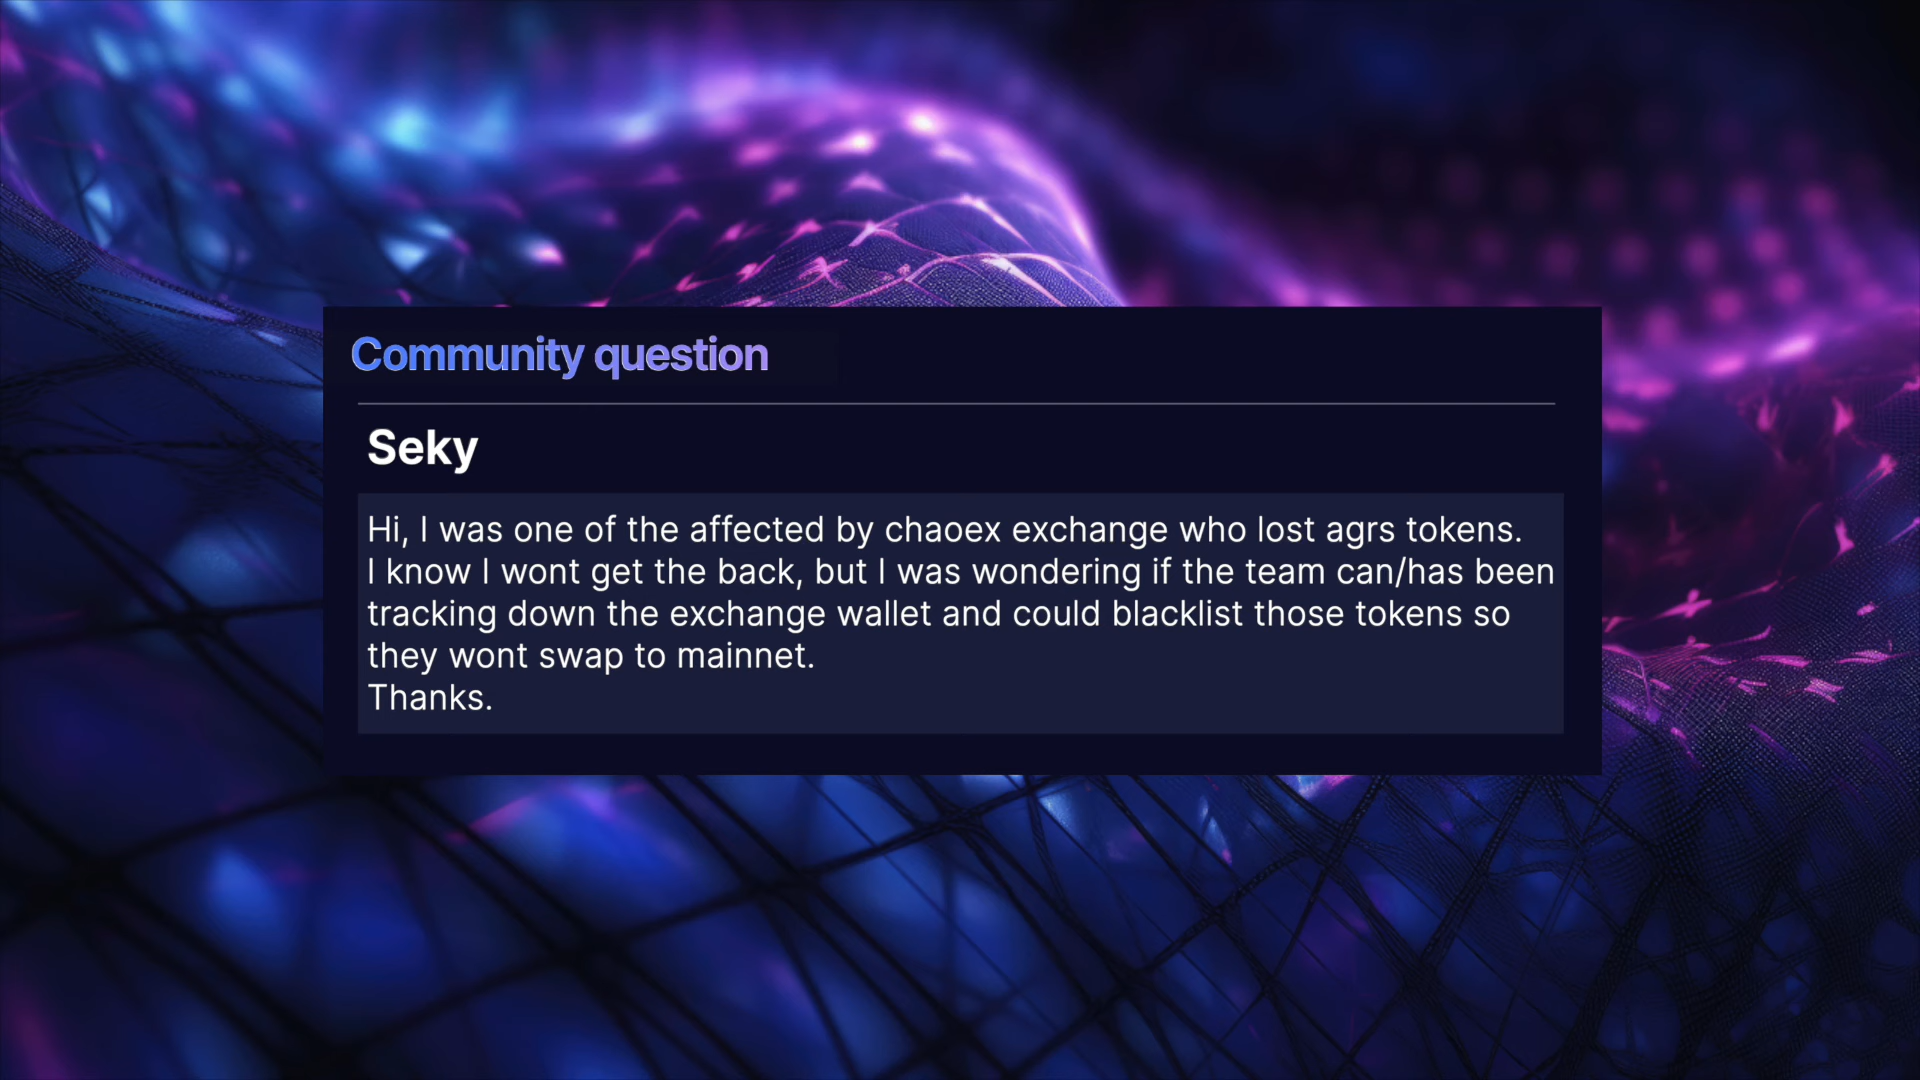 Community question
Seky
Hi, I was one of the affected by chaoex exchange who lost agrs tokens.
I know I wont get the back, but I was wondering if the team can/has been
tracking down the exchange wallet and could blacklist those tokens so
they wont swap to mainnet.
Thanks.